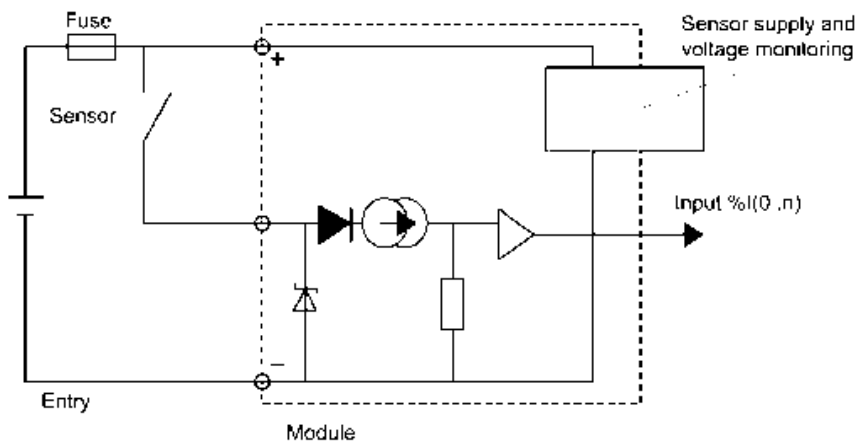 Fuse
Sensor supply and
voltage monitoring
+
Sensor
Input %I(0 .n)
–
Entry
Module